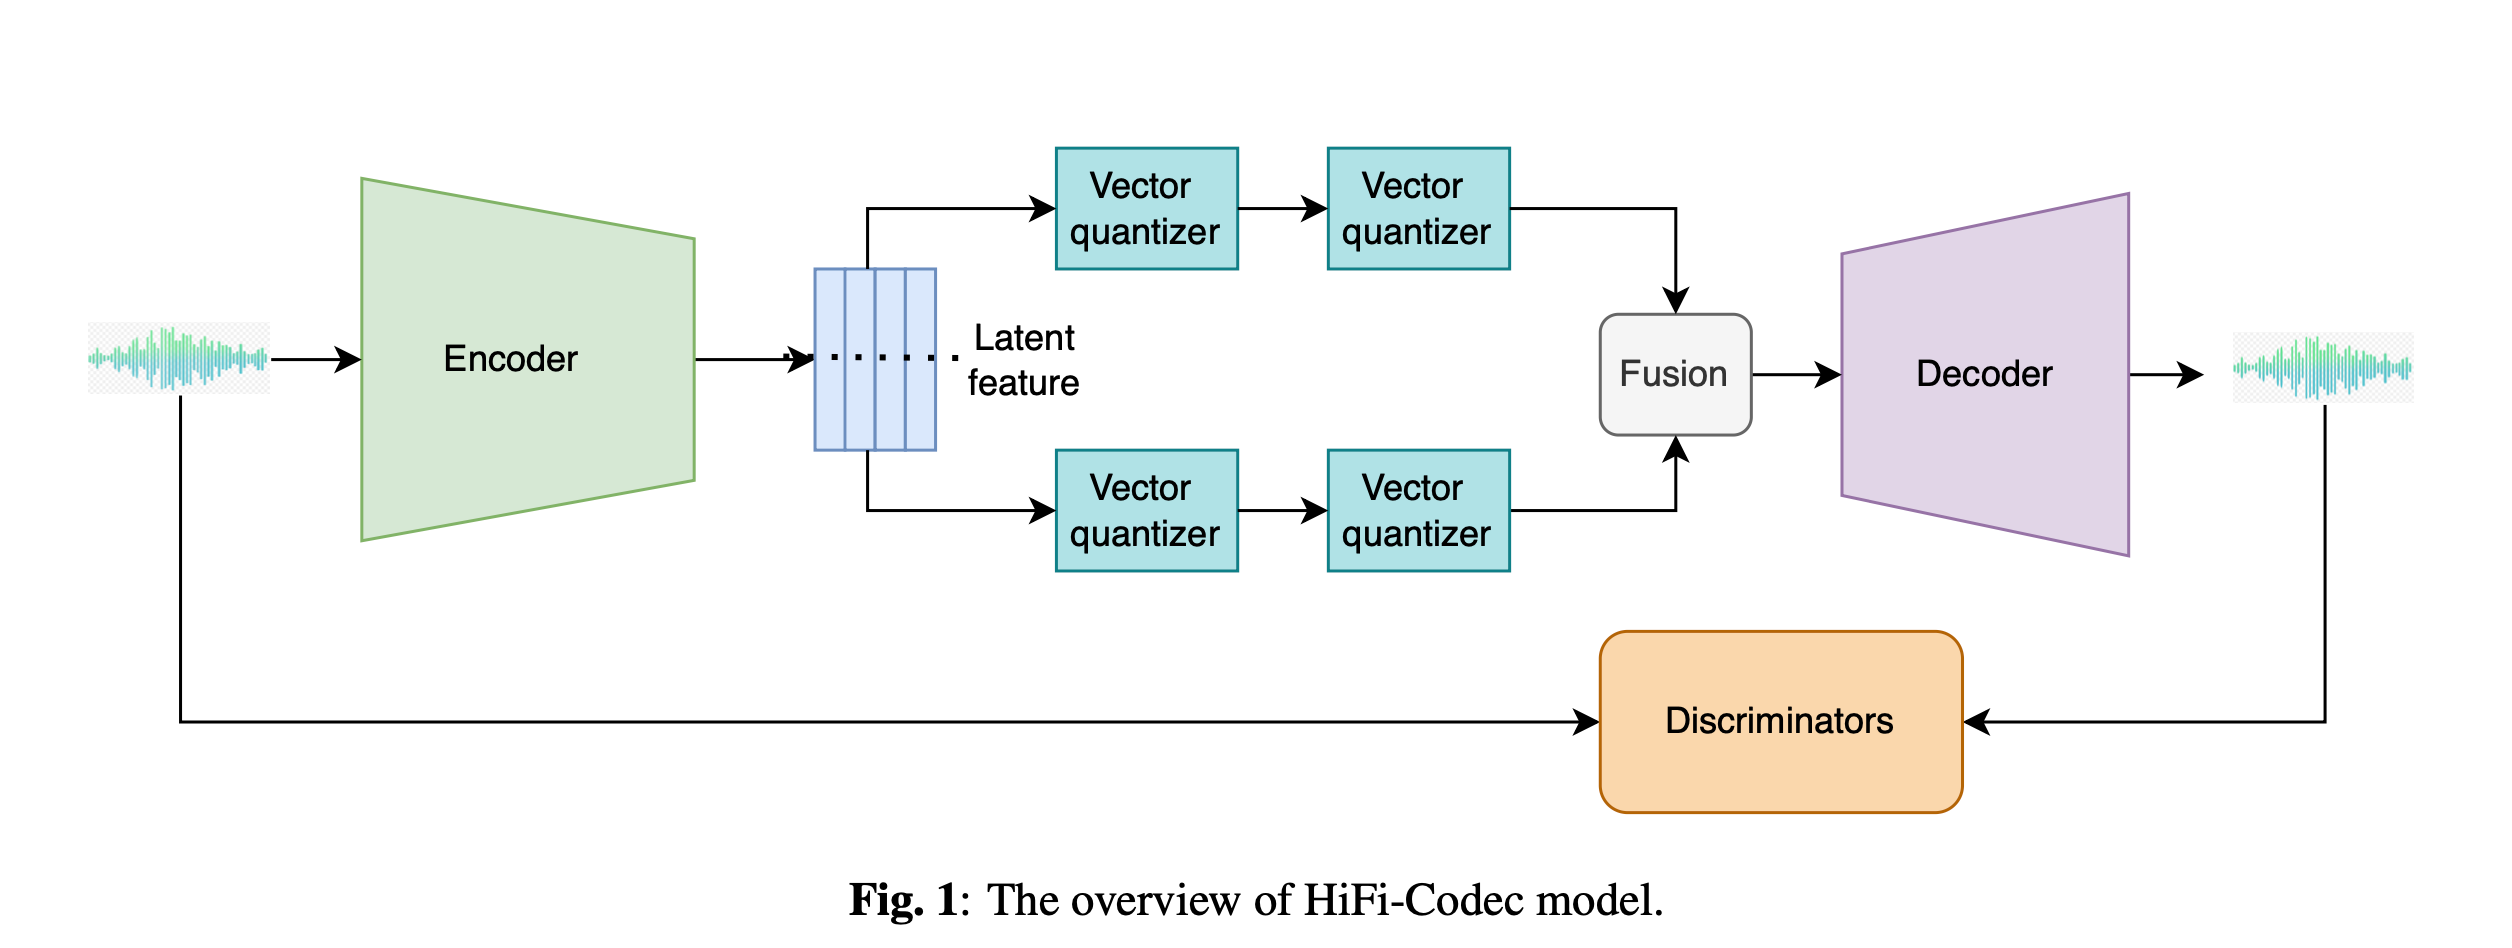 Encoder
Latent
feature
Vector
quantizer
Vector
quantizer
Vector
quantizer
Vector
quantizer
Fusion
Decoder
Discriminators
Fig. 1: The overview of HiFi-Codec model.